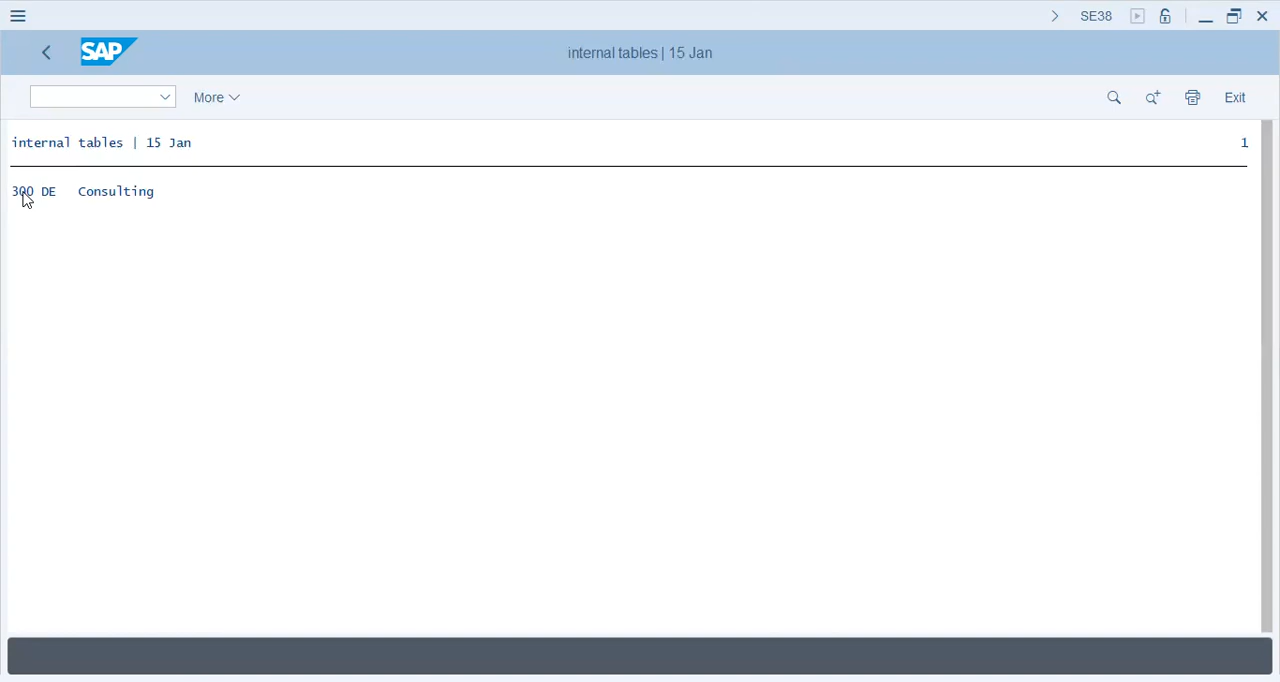 SE38
SAP
internal tables | 15 Jan
More
Exit
internal tables | 15 Jan 1
300 DE Consulting